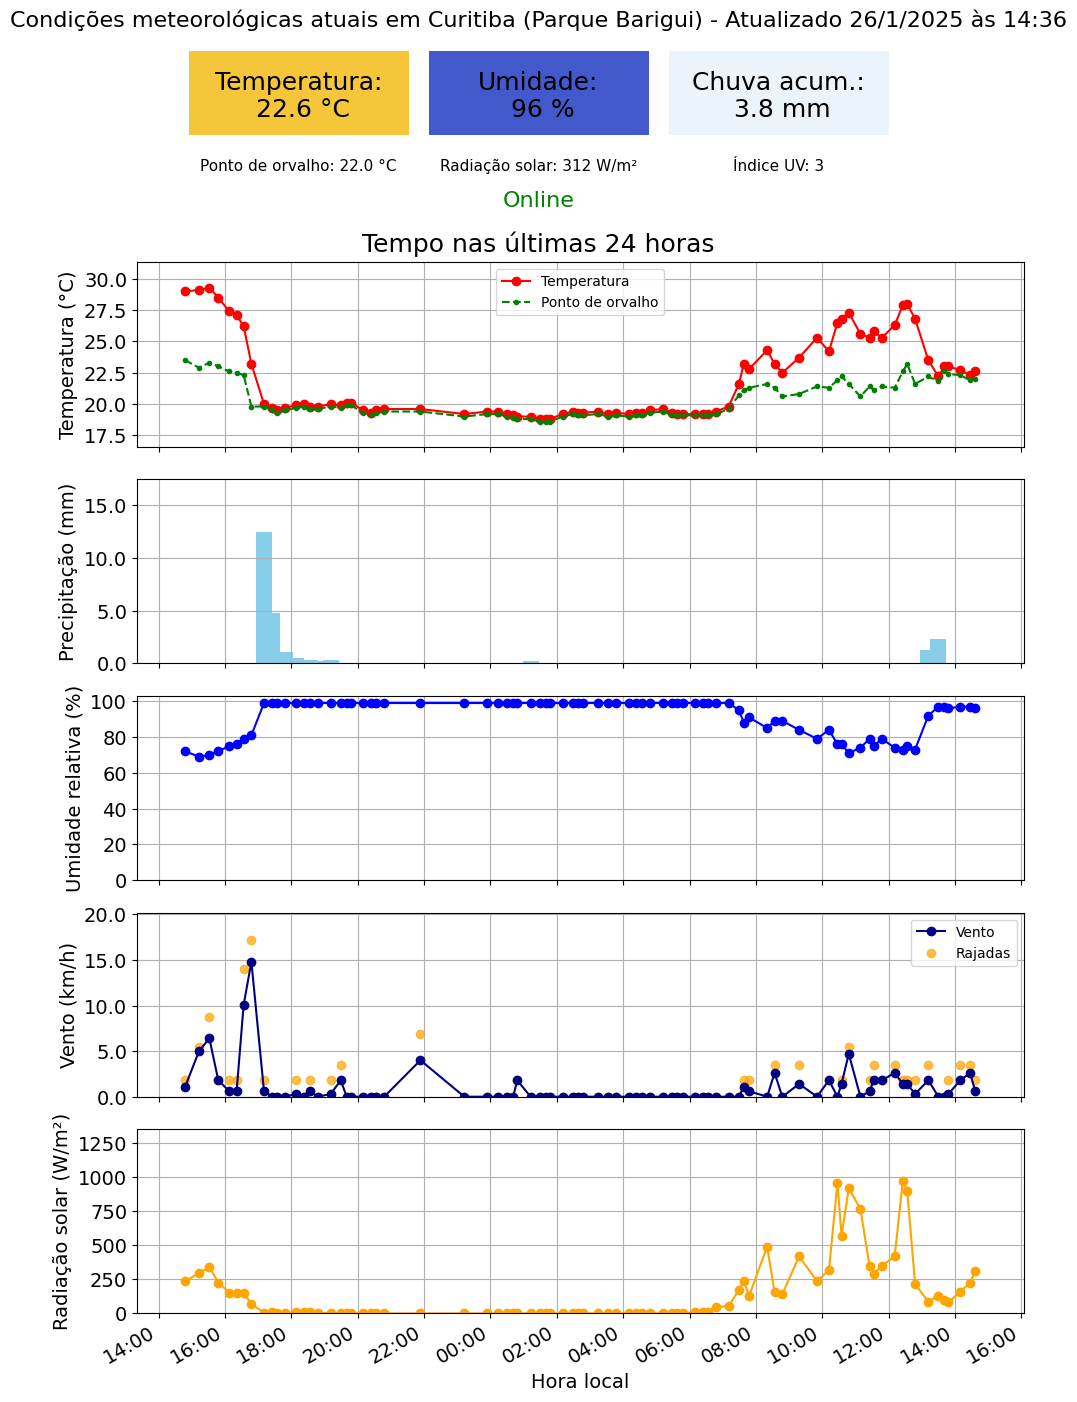 Condições meteorológicas atuais em Curitiba (Parque Barigui) - Atualizado 26/1/2025 às 14:36
Temperatura:
22.6 °C
Umidade:
96 %
Chuva acum.:
3.8 mm
Ponto de orvalho: 22.0 °C
Radiação solar: 312 W/m²
Índice UV: 3
Online
Tempo nas últimas 24 horas
Temperatura (°C)
30.0
27.5
25.0
22.5
20.0
17.5
Temperatura
Ponto de orvalho
Precipitação (mm)
15.0
10.0
5.0
0.0
Umidade relativa (%)
100
80
60
40
20
0
Vento (km/h)
20.0
15.0
10.0
5.0
0.0
Vento
Rajadas
Radiação solar (W/m²)
1250
1000
750
500
250
0
14:00
16:00
18:00
20:00
22:00
00:00
02:00
04:00
06:00
08:00
10:00
12:00
14:00
16:00
Hora local